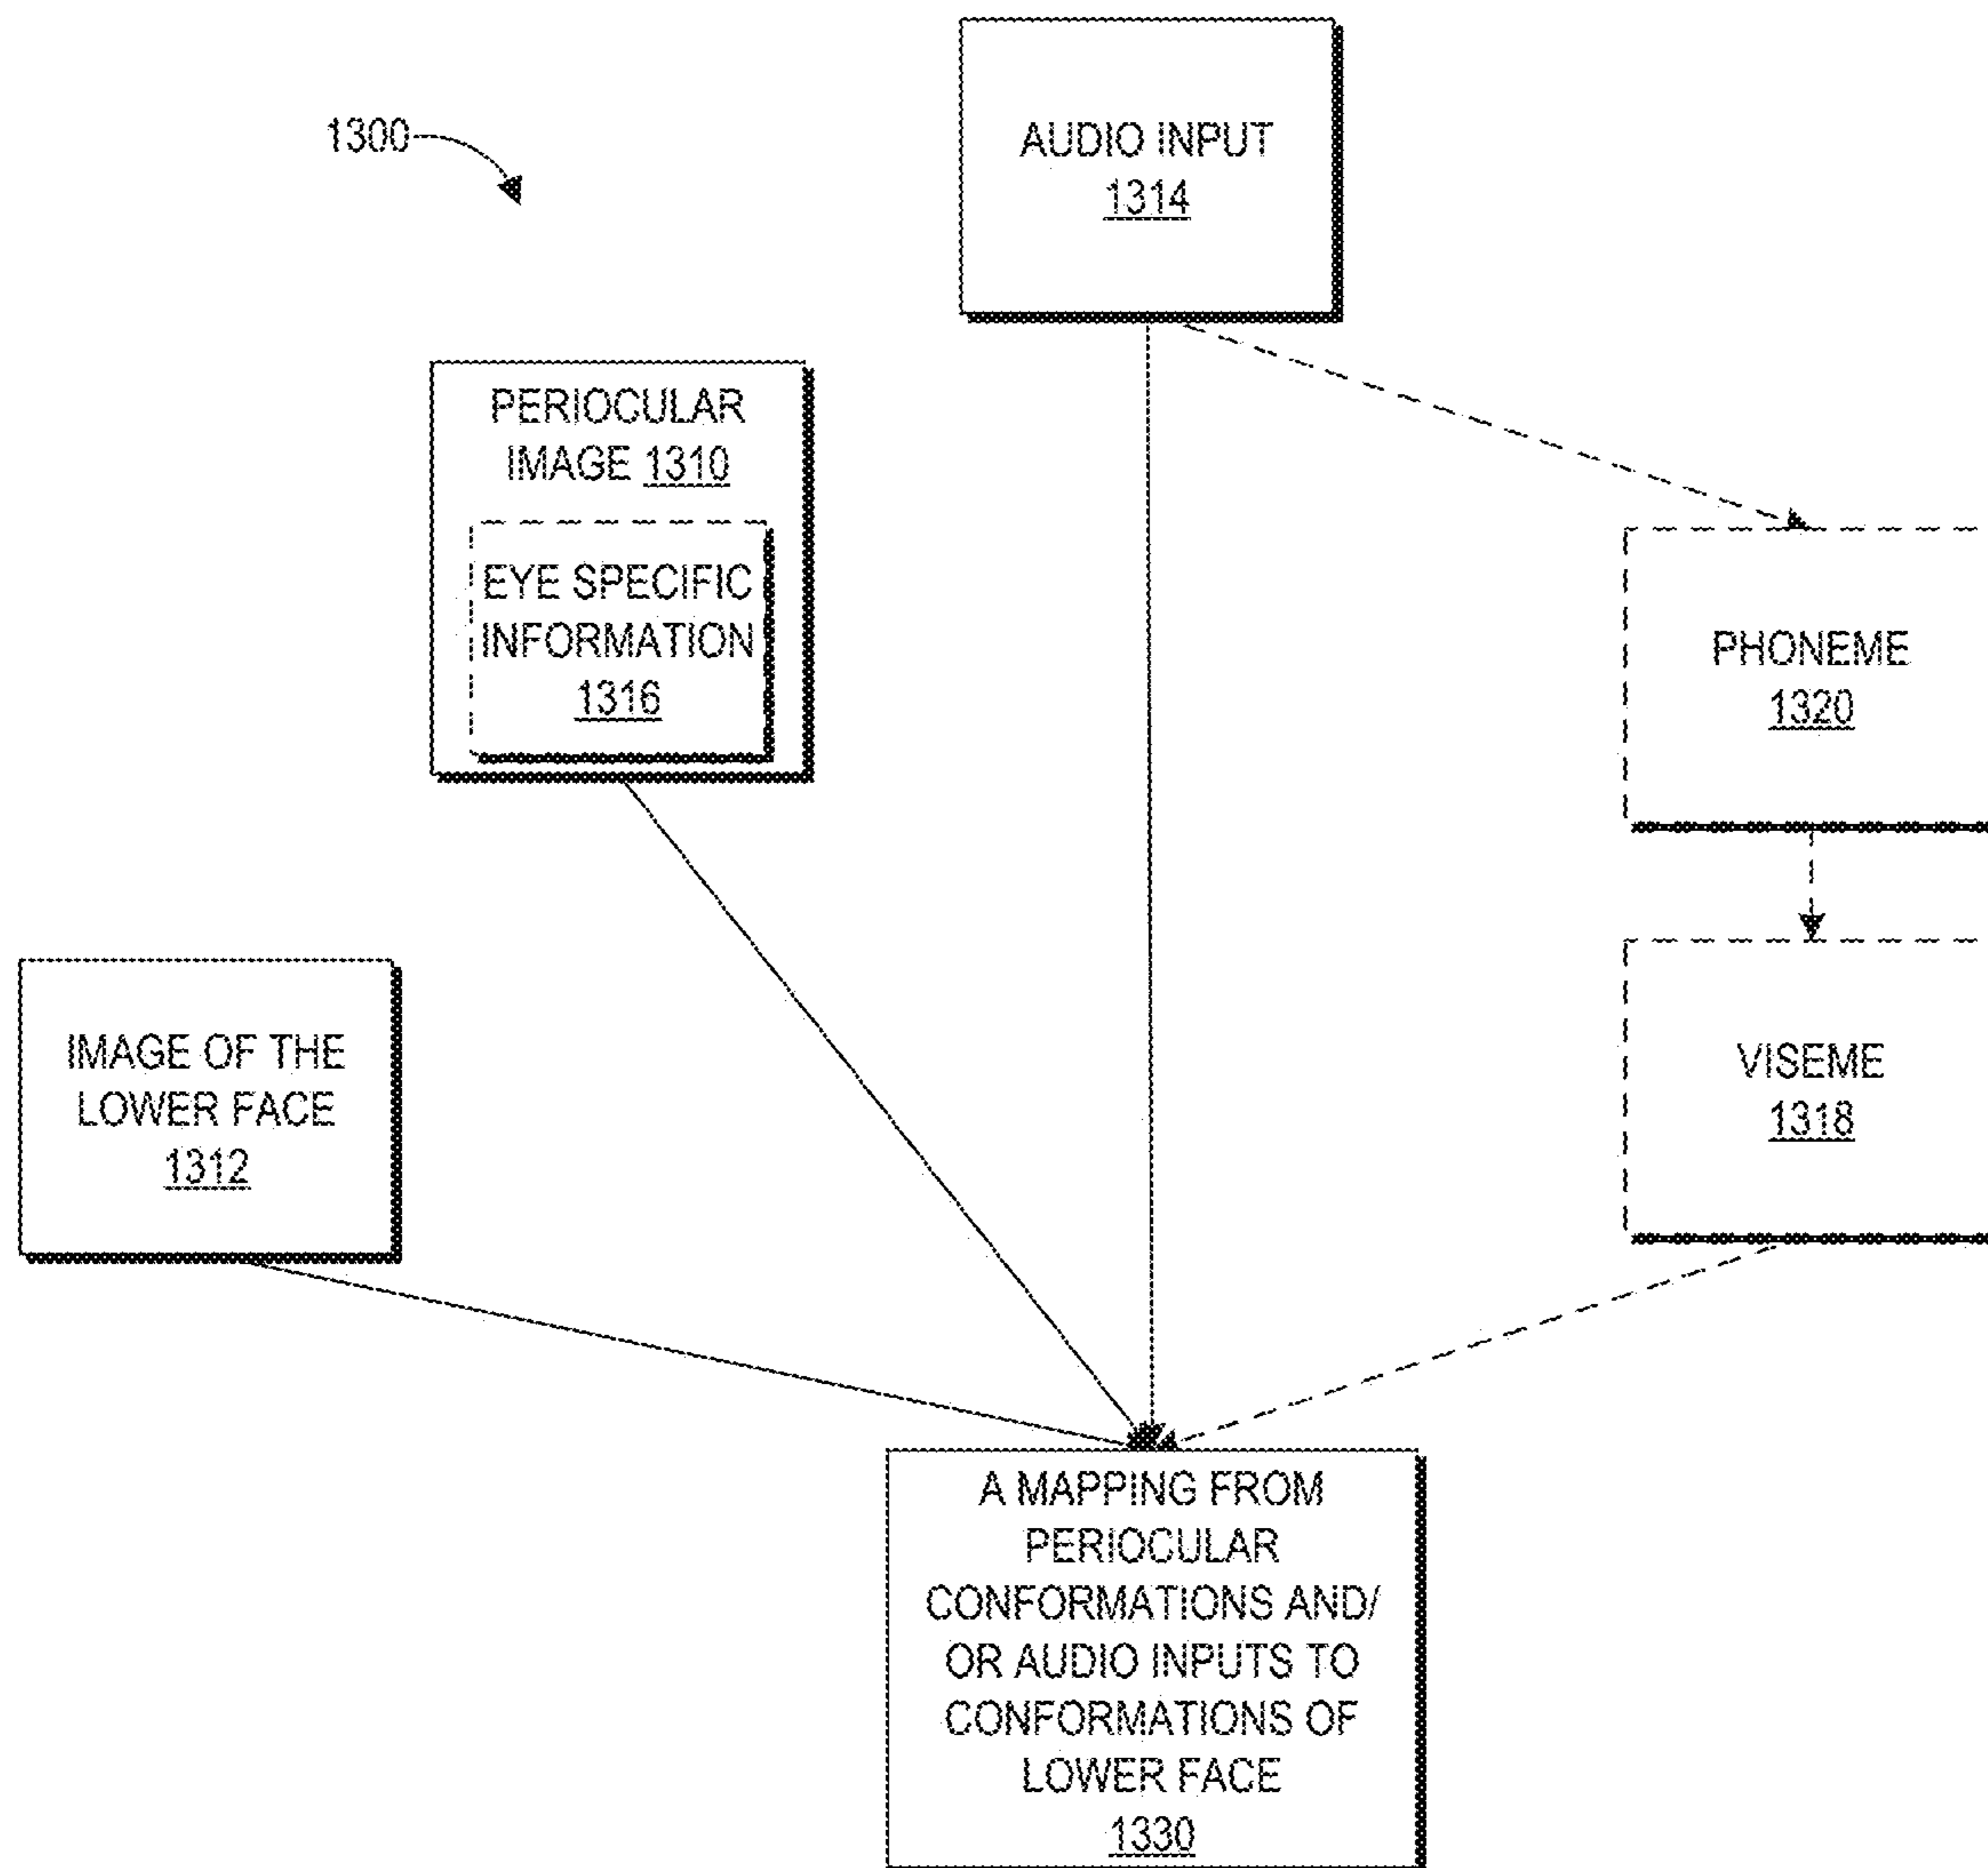 1300
AUDIO INPUT
1314
PERIOCULAR
IMAGE 1310
EYE SPECIFIC
INFORMATION
1316
PHONEME
1320
IMAGE OF THE
LOWER FACE
1312
VISEME
1318
A MAPPING FROM
PERIOCULAR
CONFORMATIONS AND/
OR AUDIO INPUTS TO
CONFORMATIONS OF
LOWER FACE
1330